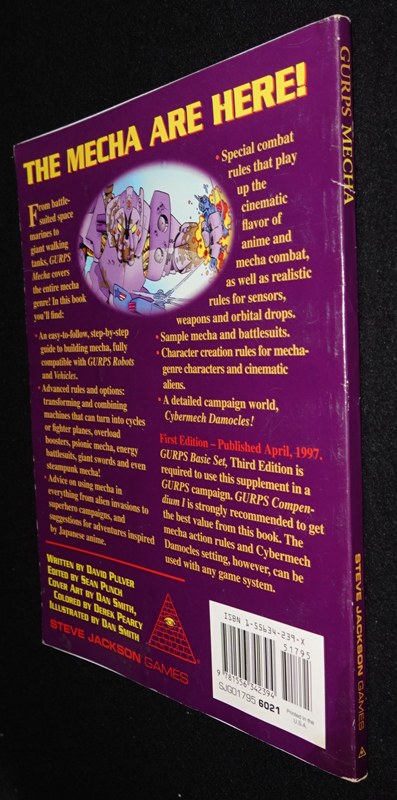 THE MECHA ARE HERE!
From battle-
suited space
marines to
giant walking
tanks, GURPS
Mecha covers
the entire mecha
genre! In this book
you'll find:
• An easy-to-follow, step-by-step
guide to building mecha, fully
compatible with GURPS Robots
and Vehicles.
• Advanced rules and options:
transforming and combining
machines that can turn into cycles
or fighter planes, overload
boosters, psionic mecha, energy
battlesuits, giant swords and even
steampunk mecha!
• Advice on using mecha in
everything from alien invasions to
superhero campaigns, and
suggestions for adventures inspired
by Japanese anime.
• Special combat
rules that play
up the
cinematic
flavor of
anime and
mecha combat,
as well as realistic
rules for sensors,
weapons and orbital drops.
• Sample mecha and battlesuits.
• Character creation rules for mecha-
genre characters and cinematic
aliens.
• A detailed campaign world,
Cybermech Damocles!
First Edition – Published April, 1997.
GURPS Basic Set, Third Edition is
required to use this supplement in a
GURPS campaign. GURPS Compen-
dium I is strongly recommended to get
the best value from this book. The
mecha action rules and Cybermech
Damocles setting, however, can be
used with any game system.
WRITTEN BY DAVID PULVER
EDITED BY SEAN PUNCH
COVER ART BY DAN SMITH,
COLORED BY DEREK PEARCY
ILLUSTRATED BY DAN SMITH
STEVE JACKSON GAMES
ISBN 1-55634-239-X
51795
9 781556 342394
SJG01795 6021
Printed in the
U.S.A.
GURPS MECHA
STEVE JACKSON GAMES